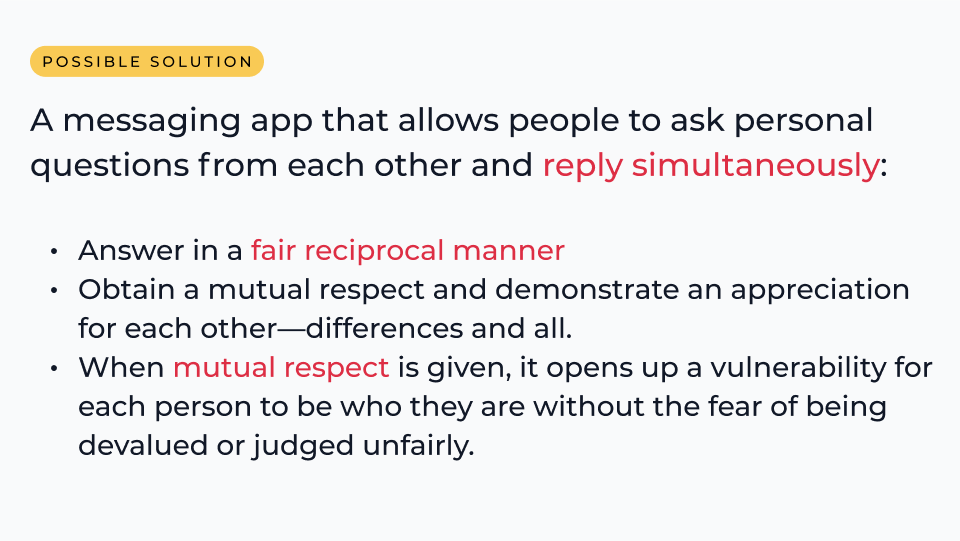 POSSIBLE SOLUTION
A messaging app that allows people to ask personal
questions from each other and reply simultaneously:
• Answer in a fair reciprocal manner
• Obtain a mutual respect and demonstrate an appreciation
for each other—differences and all.
• When mutual respect is given, it opens up a vulnerability for
each person to be who they are without the fear of being
devalued or judged unfairly.